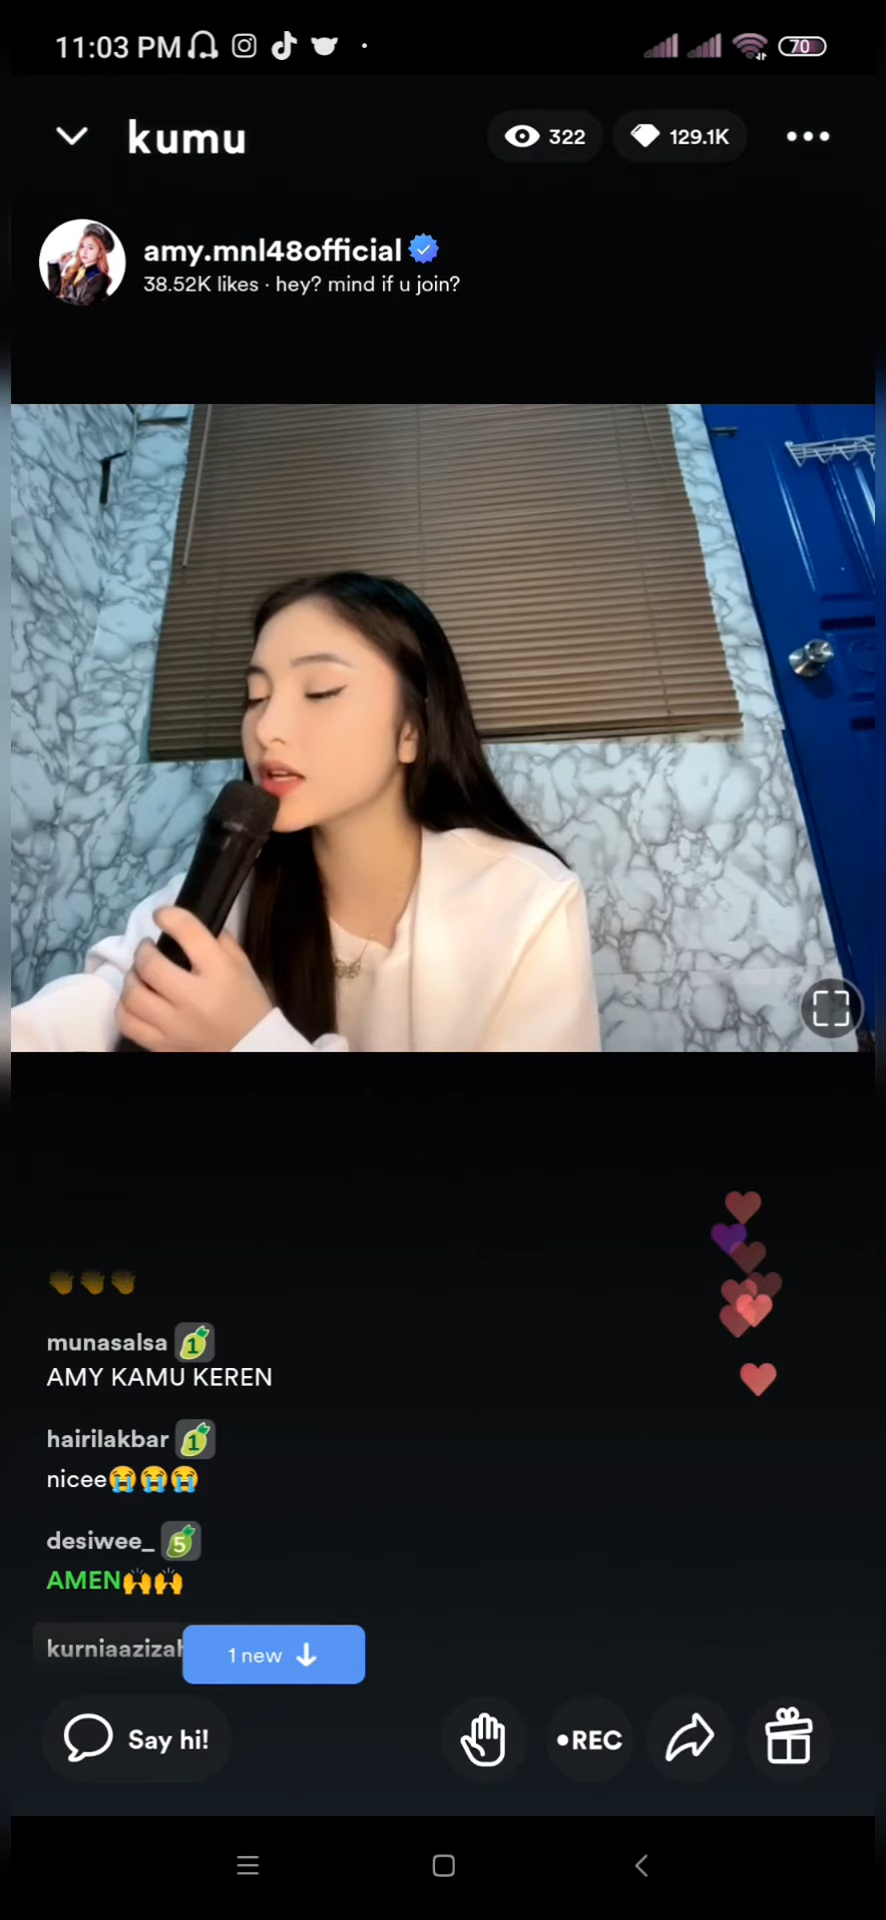 11:03 PM
70
kumu
322
129.1K
amy.mnl48official
38.52K likes · hey? mind if u join?
munasalsa 1
AMY KAMU KEREN
hairilakbar 1
nicee😭😭😭
desiwee_ 5
AMEN🙌🙌
kurniaaziza
1 new
Say hi!
•REC